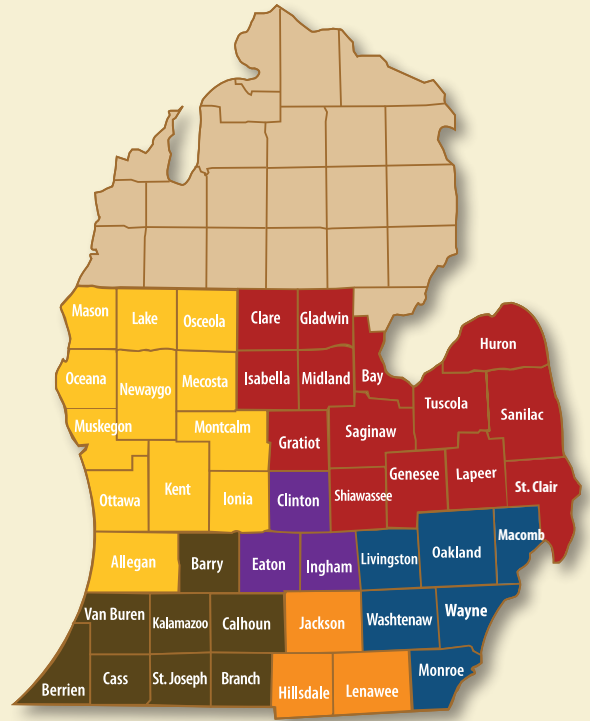 Mason
Lake
Osceola
Clare
Gladwin
Huron
Oceana
Newaygo
Mecosta
Isabella
Midland
Bay
Tuscola
Sanilac
Muskegon
Montcalm
Gratiot
Saginaw
Genesee
Lapeer
St. Clair
Ottawa
Kent
Ionia
Clinton
Shiawassee
Allegan
Barry
Eaton
Ingham
Livingston
Oakland
Macomb
Van Buren
Kalamazoo
Calhoun
Jackson
Washtenaw
Wayne
Berrien
Cass
St. Joseph
Branch
Hillsdale
Lenawee
Monroe